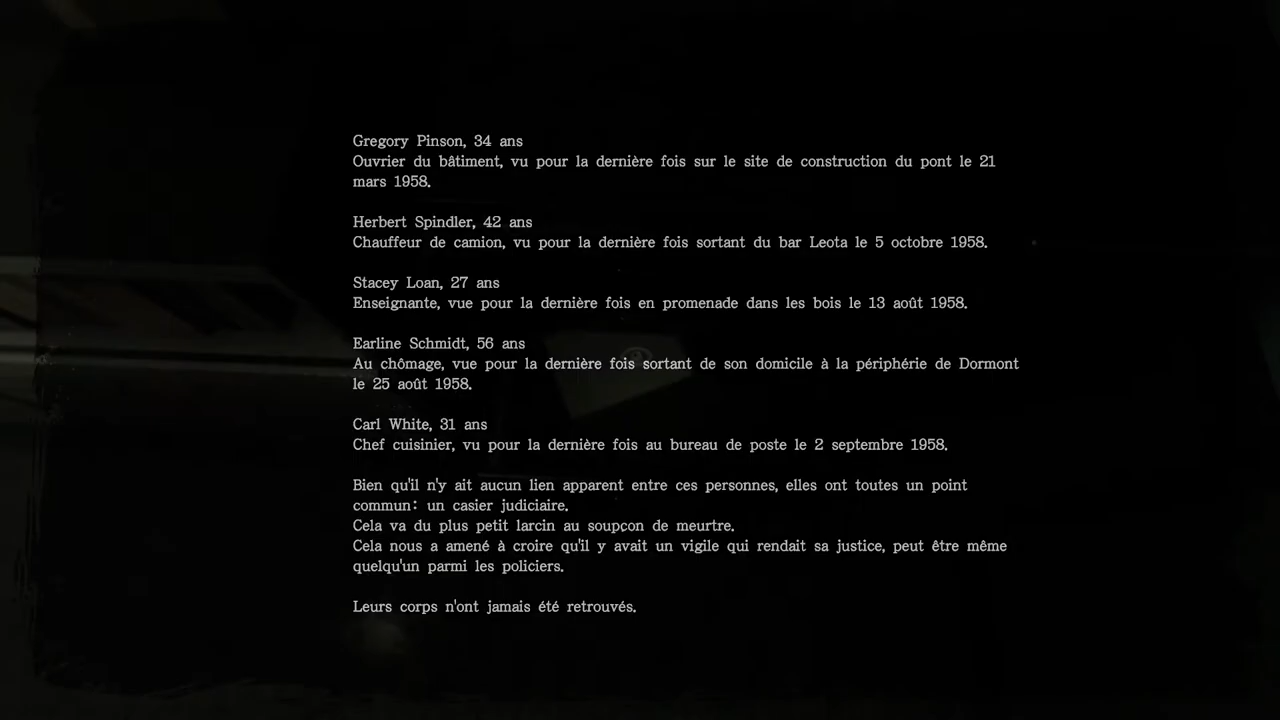 Gregory Pinson, 34 ans
Ouvrier du bâtiment, vu pour la dernière fois sur le site de construction du pont le 21
mars 1958.
Herbert Spindler, 42 ans
Chauffeur de camion, vu pour la dernière fois sortant du bar Leota le 5 octobre 1958.
Stacey Loan, 27 ans
Enseignante, vue pour la dernière fois en promenade dans les bois le 13 août 1958.
Earline Schmidt, 56 ans
Au chômage, vue pour la dernière fois sortant de son domicile à la périphérie de Dormont
le 25 août 1958.
Carl White, 31 ans
Chef cuisinier, vu pour la dernière fois au bureau de poste le 2 septembre 1958.
Bien qu'il n'y ait aucun lien apparent entre ces personnes, elles ont toutes un point
commun: un casier judiciaire.
Cela va du plus petit larcin au soupçon de meurtre.
Cela nous a amené à croire qu'il y avait un vigile qui rendait sa justice, peut être même
quelqu'un parmi les policiers.
Leurs corps n'ont jamais été retrouvés.